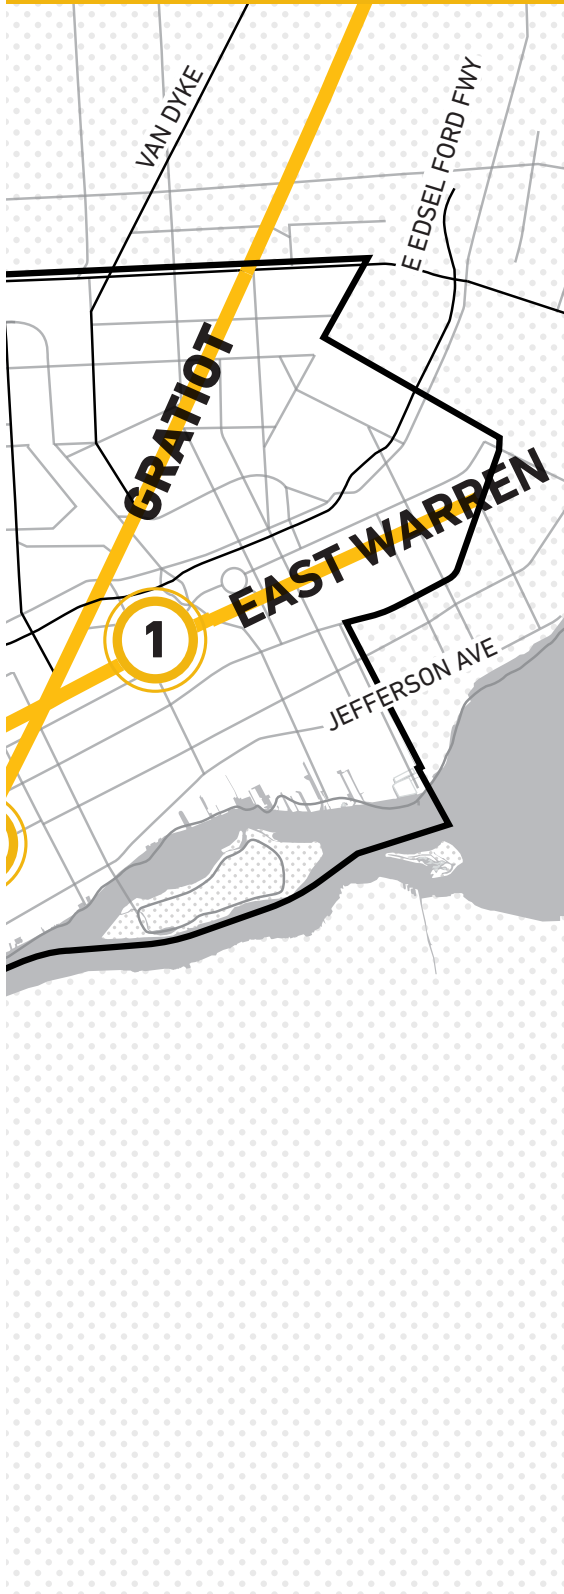 VAN DYKE
E EDSEL FORD FWY
GRATIOT
EAST WARREN
1
JEFFERSON AVE